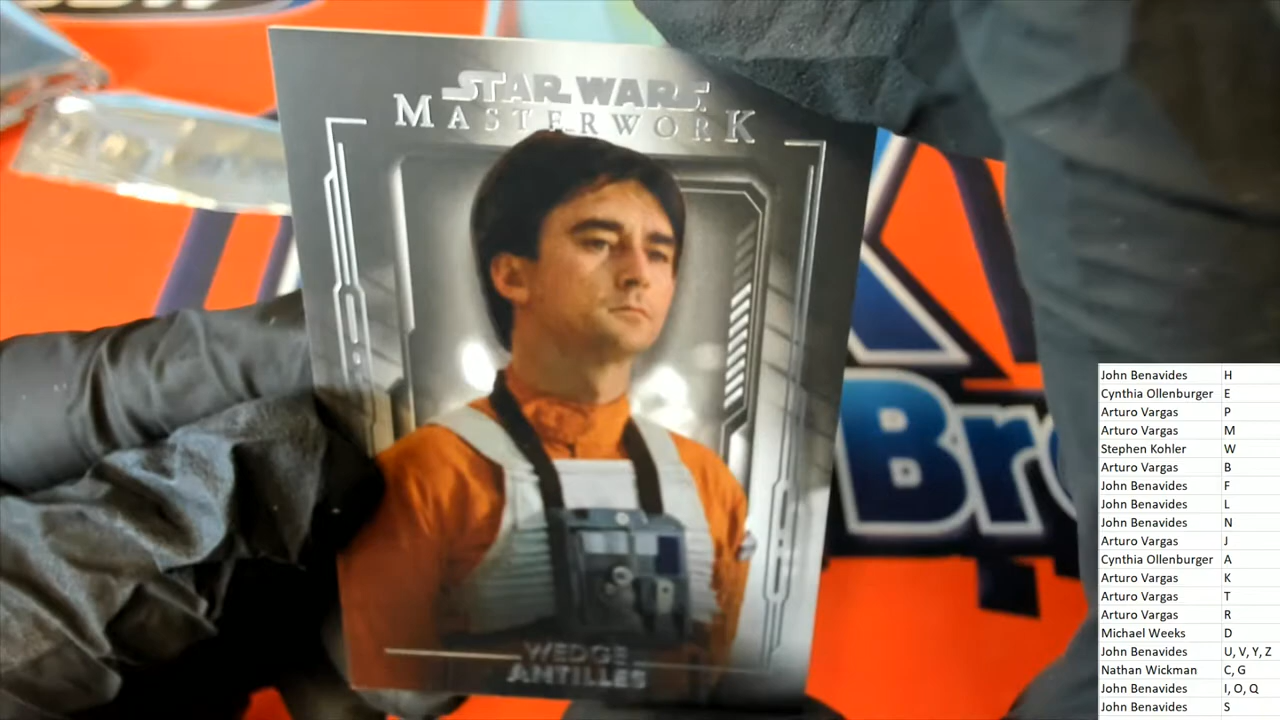 STAR WARS
MASTERWORK
WEDGE
ANTILLES
John Benavides H
Cynthia Ollenburger E
Arturo Vargas P
Arturo Vargas M
Stephen Kohler W
Arturo Vargas B
John Benavides F
John Benavides L
John Benavides N
Arturo Vargas J
Cynthia Ollenburger A
Arturo Vargas K
Arturo Vargas T
Arturo Vargas R
Michael Weeks D
John Benavides U, V, Y, Z
Nathan Wickman C, G
John Benavides I, O, Q
John Benavides S